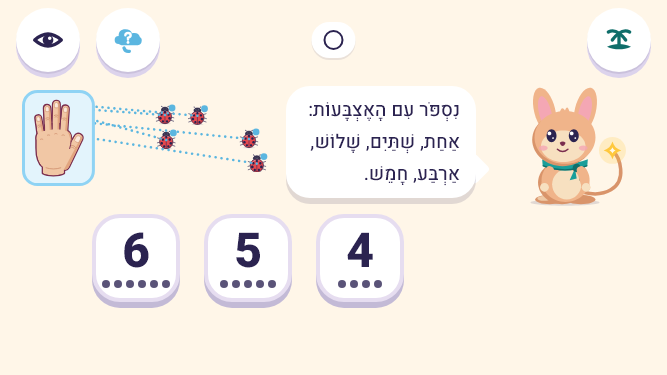 ?
נִסְפֹּר עִם הָאֶצְבָּעוֹת:
אַחַת, שְׁתַּיִם, שָׁלוֹשׁ,
אַרְבַּע, חָמֵשׁ.
6 5 4